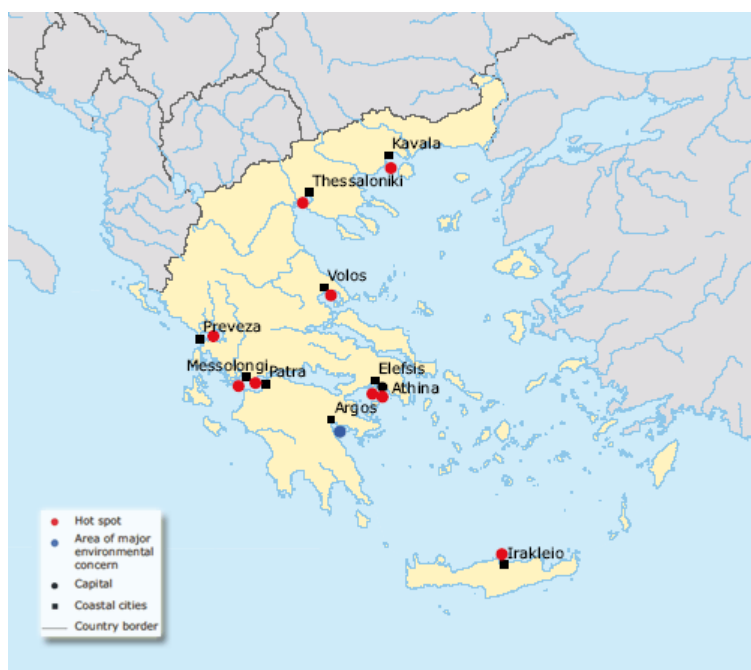 Kavala
Thessaloniki
Volos
Preveza
Messolongi
Patra
Elefsis
Athina
Argos
Irakleio
Hot spot
Area of major
environmental
concern
Capital
Coastal cities
Country border